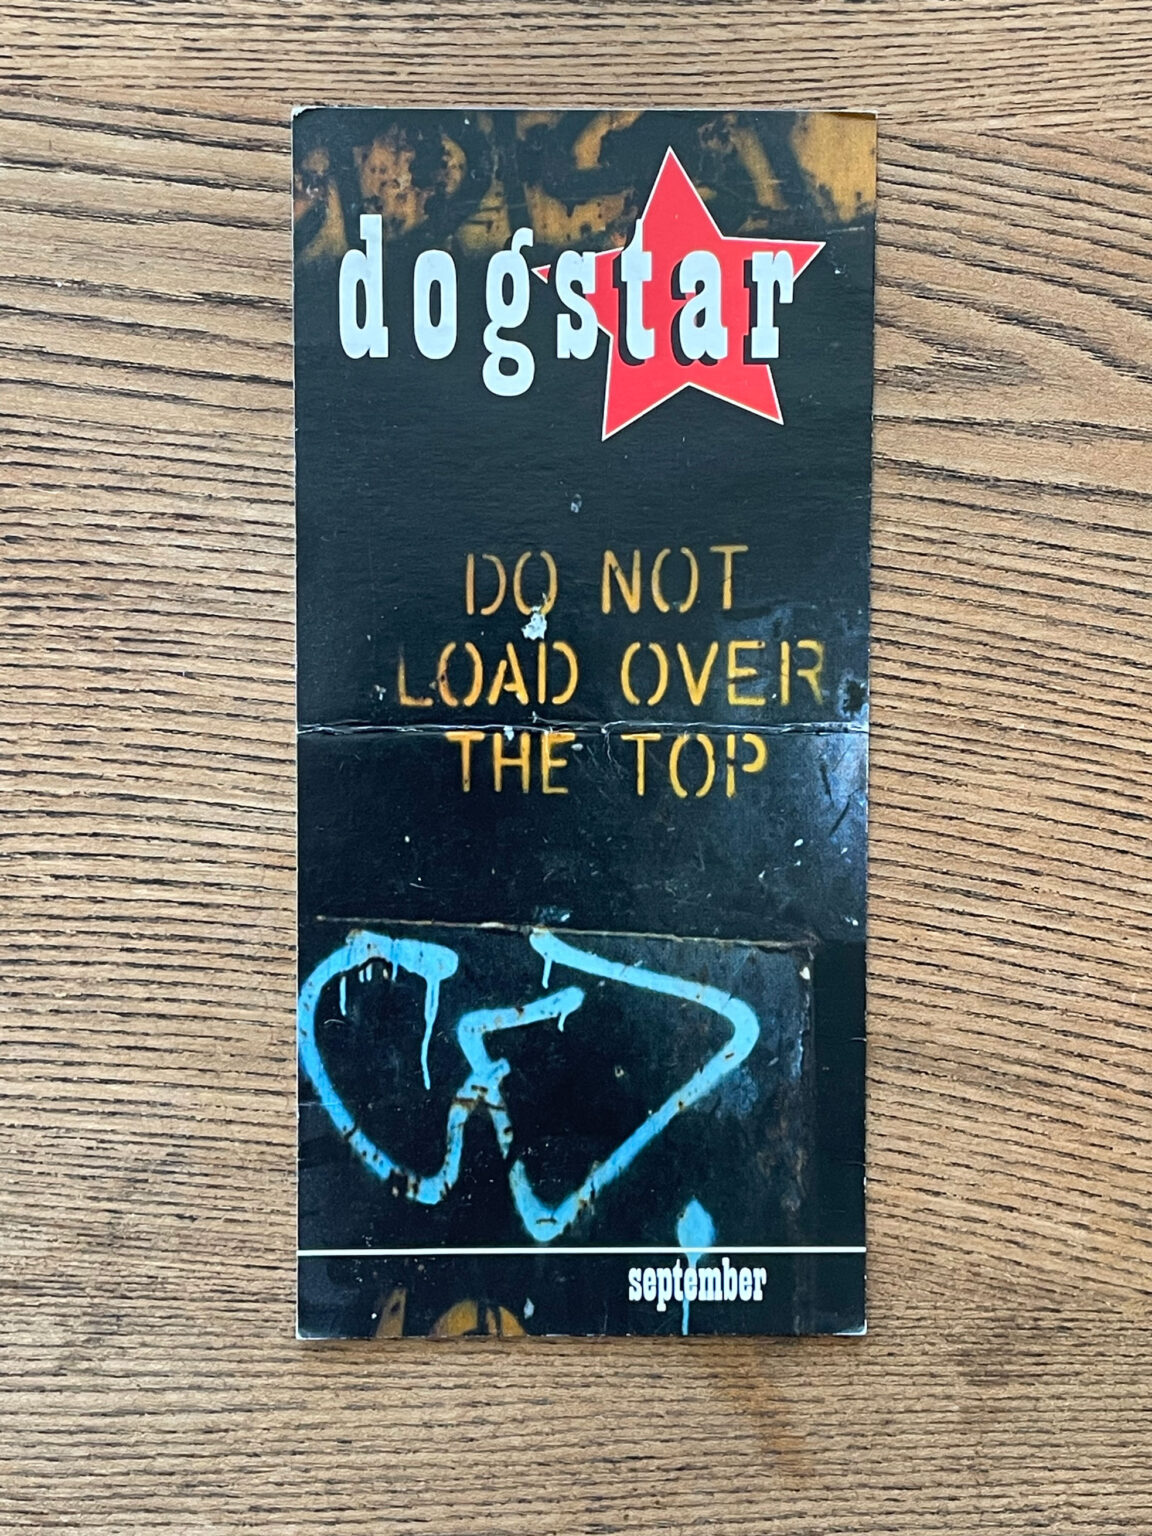 dogstar
DO NOT
LOAD OVER
THE TOP
september